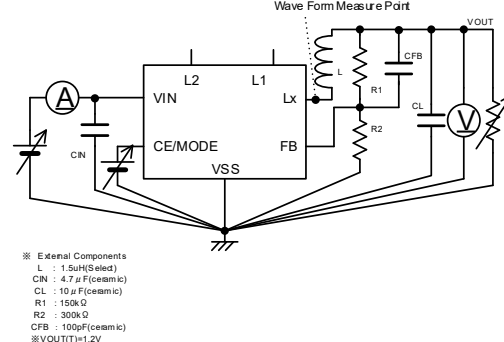 Wave Form Measure Point
VOUT
L2
L1
CFB
L
R1
A
VIN
Lx
CL
V
R2
CIN
CE/MODE
FB
VSS
※ External Components
L : 1.5uH(Select)
CIN : 4.7μF(ceramic)
CL : 10μF(ceramic)
R1 : 150kΩ
R2 : 300kΩ
CFB : 100pF(ceramic)
※VOUT(T)=1.2V